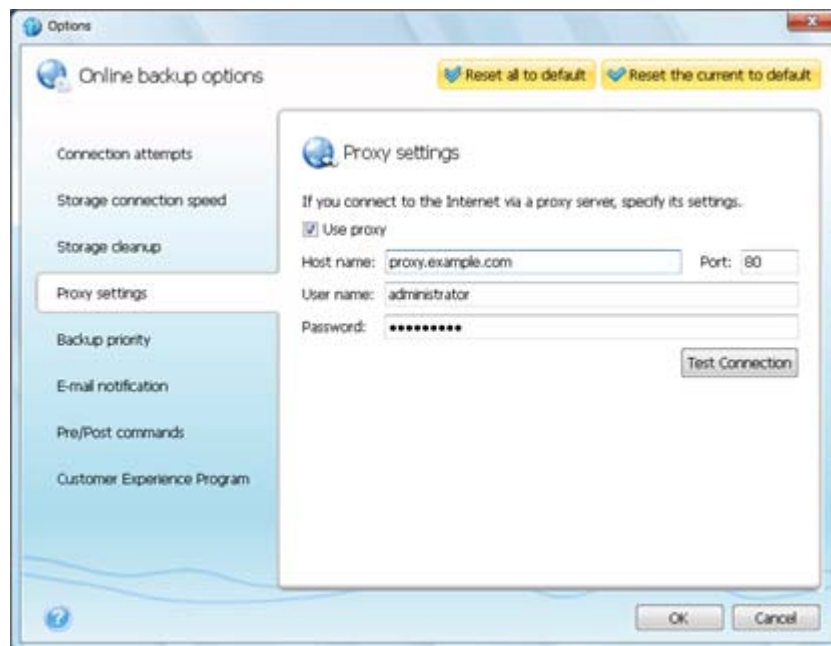 Options
Online backup options
Reset all to default
Reset the current to default
Connection attempts
Storage connection speed
Storage cleanup
Proxy settings
Backup priority
E-mail notification
Pre/Post commands
Customer Experience Program
Proxy settings
If you connect to the Internet via a proxy server, specify its settings.
Use proxy
Host name: proxy.example.com Port: 80
User name: administrator
Password: •••••••••
Test Connection
OK Cancel